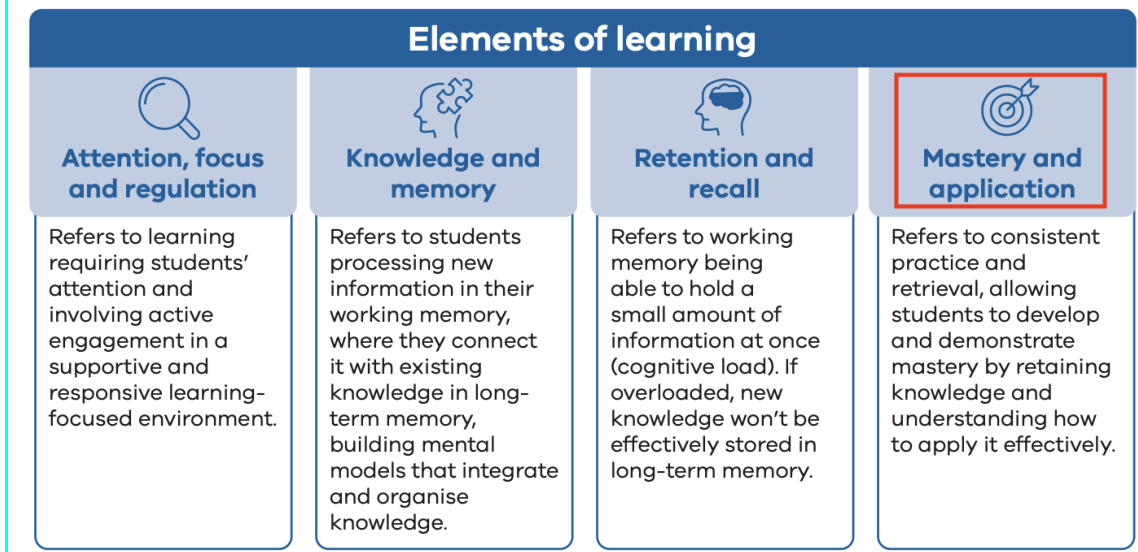 Elements of learning
Attention, focus
and regulation
Refers to learning
requiring students’
attention and
involving active
engagement in a
supportive and
responsive learning-
focused environment.
Knowledge and
memory
Refers to students
processing new
information in their
working memory,
where they connect
it with existing
knowledge in long-
term memory,
building mental
models that integrate
and organise
knowledge.
Retention and
recall
Refers to working
memory being
able to hold a
small amount of
information at once
(cognitive load). If
overloaded, new
knowledge won’t be
effectively stored in
long-term memory.
Mastery and
application
Refers to consistent
practice and
retrieval, allowing
students to develop
and demonstrate
mastery by retaining
knowledge and
understanding how
to apply it effectively.